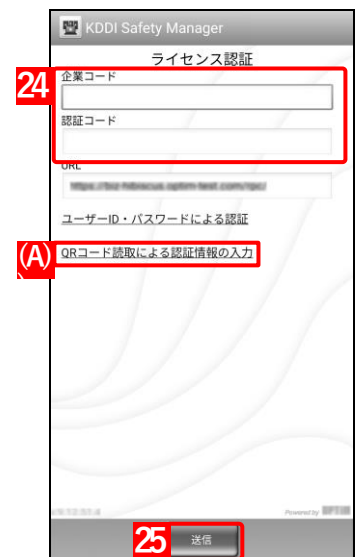 KDDI Safety Manager
ライセンス認証
24
企業コード
認証コード
URL
ユーザーID・パスワードによる認証
(A)
QRコード読取による認証情報の入力
Powered by OPTiM
25
送信